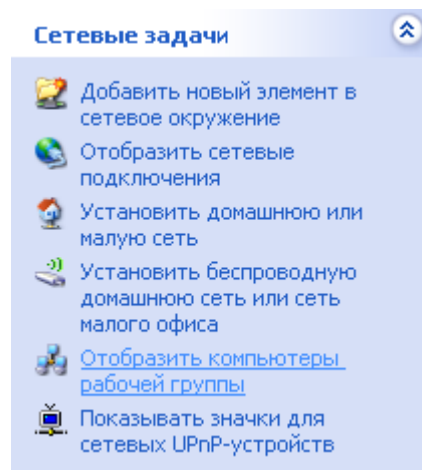 Сетевые задачи
Добавить новый элемент в
сетевое окружение
Отобразить сетевые
подключения
Установить домашнюю или
малую сеть
Установить беспроводную
домашнюю сеть или сеть
малого офиса
Отобразить компьютеры
рабочей группы
Показывать значки для
сетевых UPnP-устройств